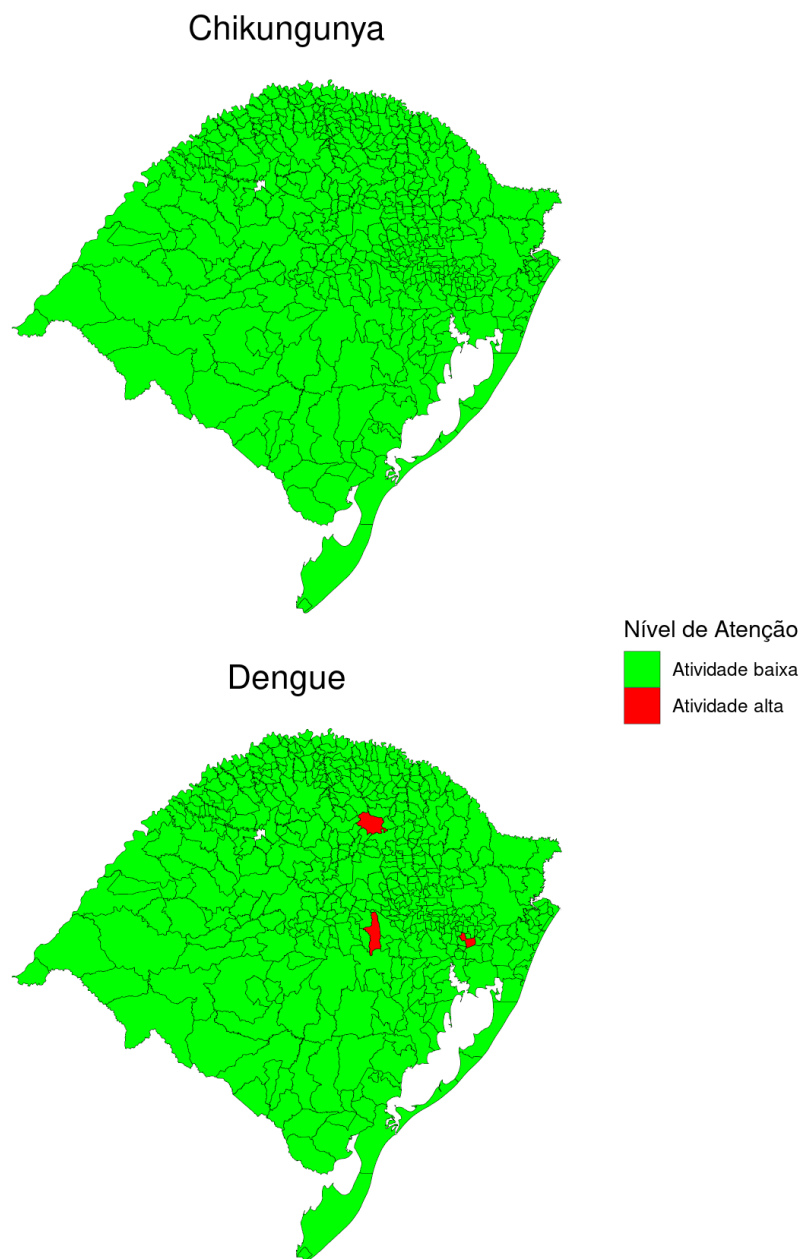 Chikungunya
Nível de Atenção
Atividade baixa
Atividade alta
Dengue